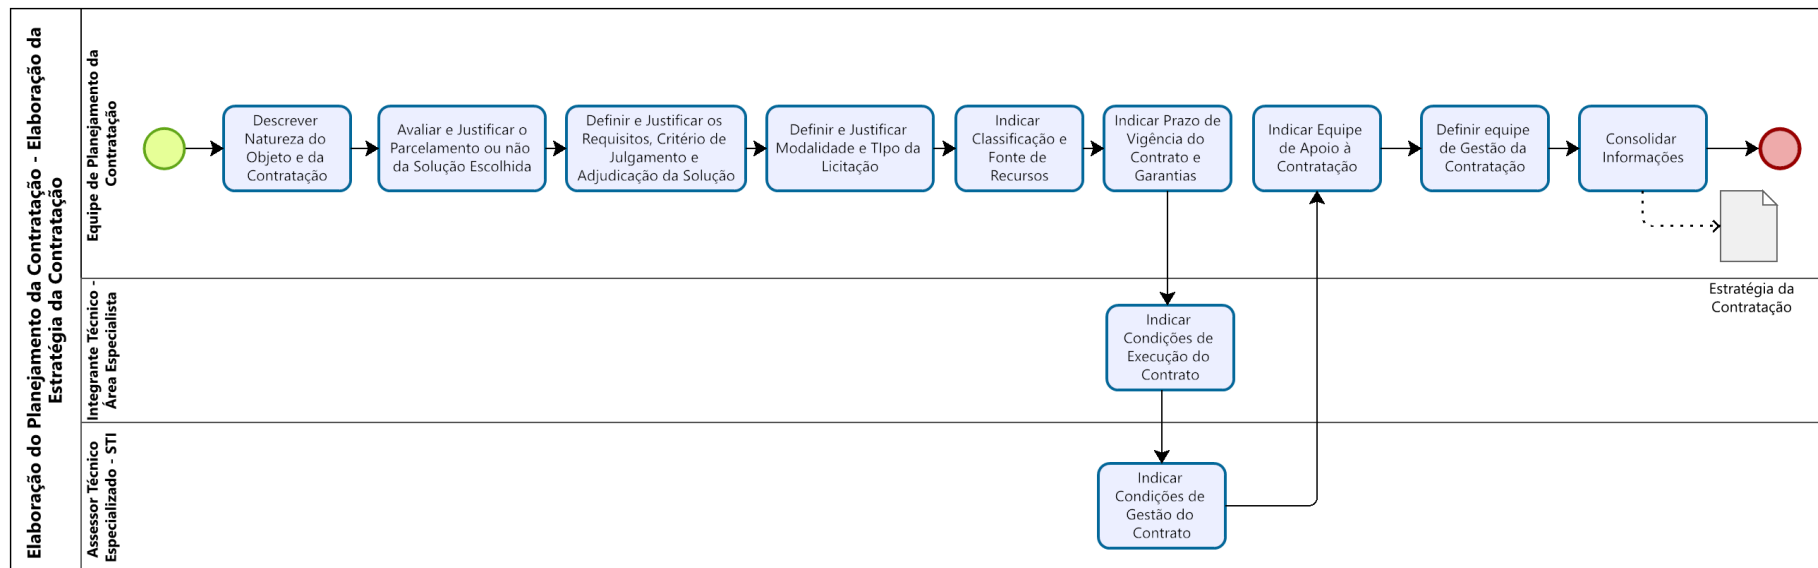 Elaboração do Planejamento da Contratação - Elaboração da
Estratégia da Contratação
Equipe de Planejamento da
Contratação
Descrever
Natureza do
Objeto e da
Contratação
Avaliar e Justificar o
Parcelamento ou não
da Solução Escolhida
Definir e Justificar os
Requisitos, Critério de
Julgamento e
Adjudicação da Solução
Definir e Justificar
Modalidade e TIpo da
Licitação
Indicar
Classificação e
Fonte de
Recursos
Indicar Prazo de
Vigência do
Contrato e
Garantias
Indicar Equipe
de Apoio à
Contratação
Definir equipe
de Gestão da
Contratação
Consolidar
Informações
Estratégia da
Contratação
Integrante Técnico -
Área Especialista
Indicar
Condições de
Execução do
Contrato
Assessor Técnico
Especializado - STI
Indicar
Condições de
Gestão do
Contrato